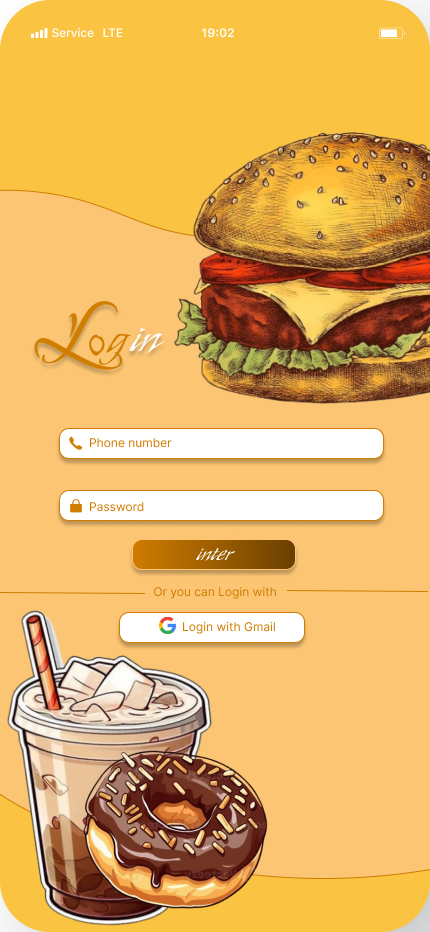 Service LTE 19:02
Login
Phone number
Password
inter
Or you can Login with
Login with Gmail